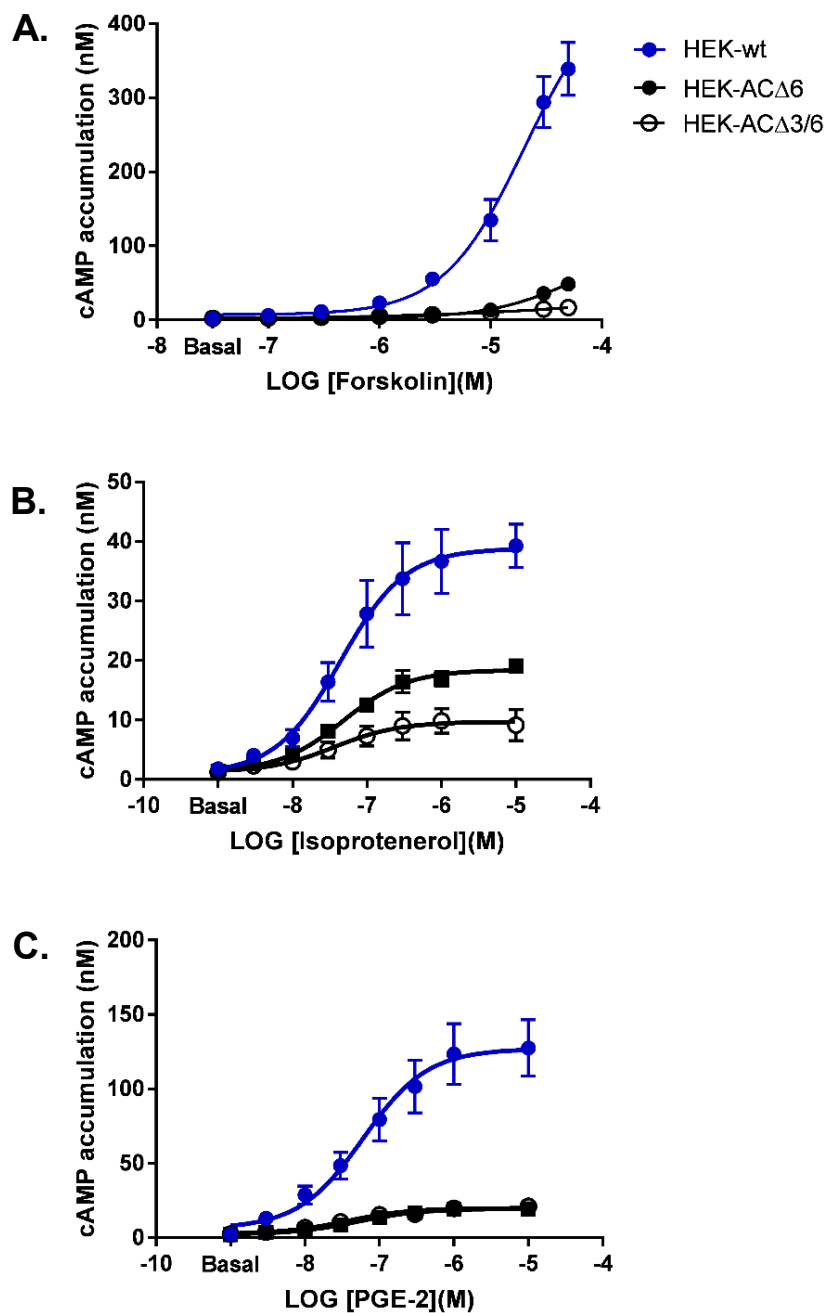 A.
cAMP accumulation (nM)
400
300
200
100
0
-8
Basal
-7
-6
-5
-4
LOG [Forskolin](M)
HEK-wt
HEK-ACΔ6
HEK-ACΔ3/6
B.
cAMP accumulation (nM)
50
40
30
20
10
0
-10
Basal
-8
-7
-6
-5
-4
LOG [Isoprotenerol](M)
C.
cAMP accumulation (nM)
200
150
100
50
0
-10
Basal
-8
-7
-6
-5
-4
LOG [PGE-2](M)